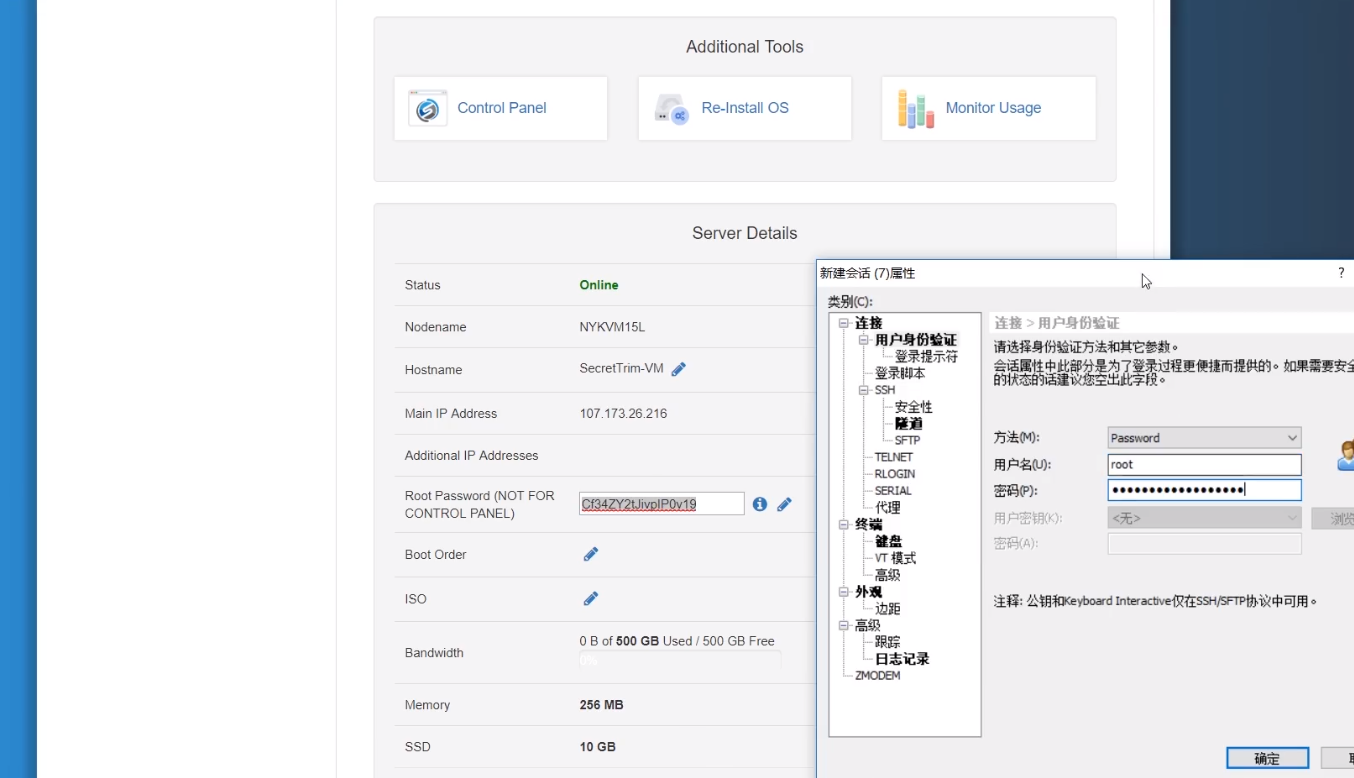 Additional Tools
Control Panel
Re-Install OS
Monitor Usage
Server Details
Status Online
Nodename NYKVM15L
Hostname SecretTrim-VM
Main IP Address 107.173.26.216
Additional IP Addresses
Root Password (NOT FOR
CONTROL PANEL)
Cf34ZY2tJivpIP0v19
Boot Order
ISO
Bandwidth
0 B of 500 GB Used / 500 GB Free
0%
Memory 256 MB
SSD 10 GB
新建会话 (7)属性
?
类别(C):
连接
用户身份验证
登录提示符
登录脚本
SSH
安全性
隧道
SFTP
TELNET
RLOGIN
SERIAL
代理
终端
键盘
VT 模式
高级
外观
边距
高级
跟踪
日志记录
ZMODEM
连接 > 用户身份验证
请选择身份验证方法和其它参数。
会话属性中此部分是为了登录过程更便捷而提供的。如果需要安全
的状态的话建议您空出此字段。
方法(M): Password
用户名(U): root
密码(P): ••••••••••••••••••
用户密钥(K): <无>
浏览
密码(A):
注释: 公钥和Keyboard Interactive仅在SSH/SFTP协议中可用。
确定